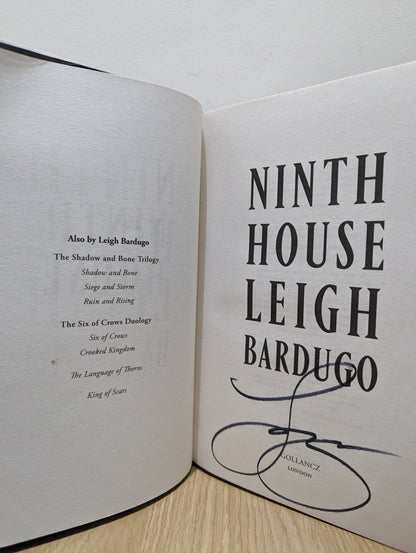 Also by Leigh Bardugo
The Shadow and Bone Trilogy
Shadow and Bone
Siege and Storm
Ruin and Rising
The Six of Crows Duology
Six of Crows
Crooked Kingdom
The Language of Thorns
King of Scars
NINTH
HOUSE
LEIGH
BARDUGO
GOLLANCZ
LONDON